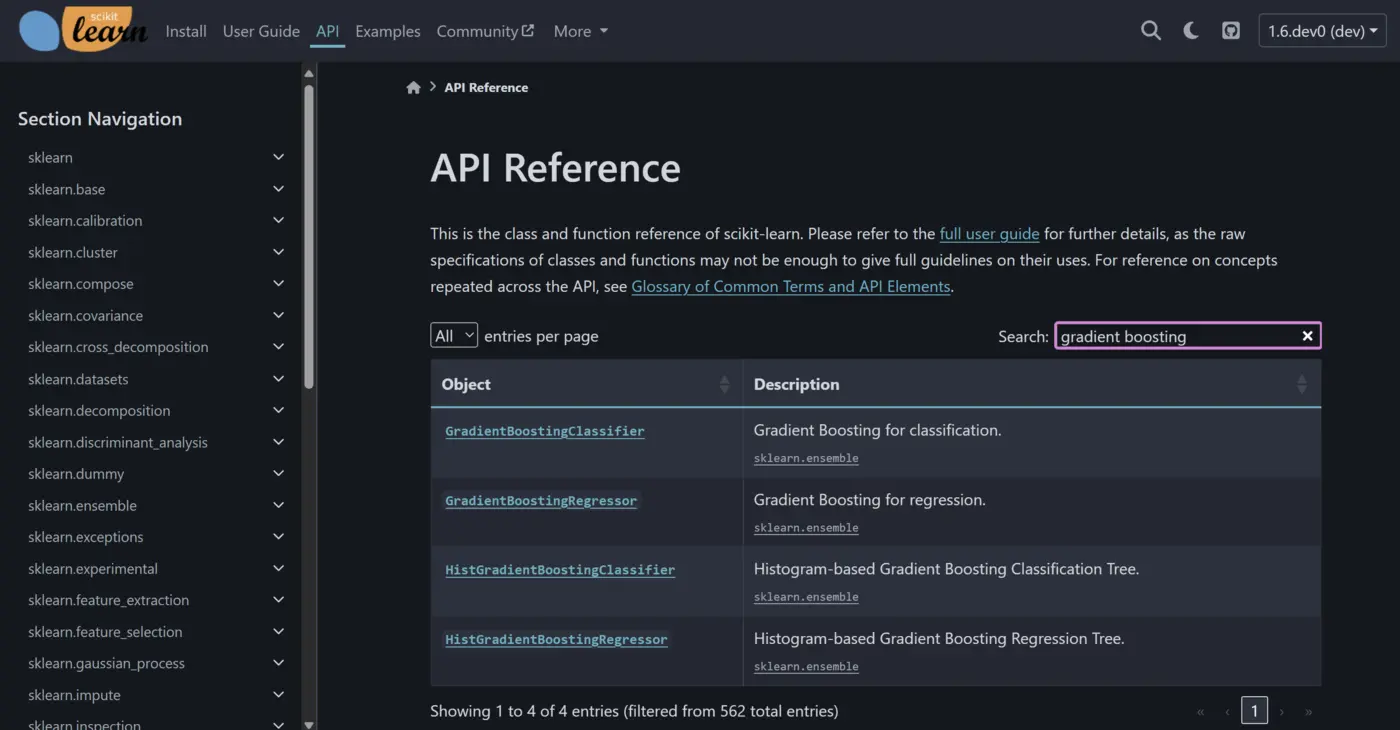 scikit
learn
Install User Guide API Examples Community More
1.6.dev0 (dev)
Section Navigation
sklearn
sklearn.base
sklearn.calibration
sklearn.cluster
sklearn.compose
sklearn.covariance
sklearn.cross_decomposition
sklearn.datasets
sklearn.decomposition
sklearn.discriminant_analysis
sklearn.dummy
sklearn.ensemble
sklearn.exceptions
sklearn.experimental
sklearn.feature_extraction
sklearn.feature_selection
sklearn.gaussian_process
sklearn.impute
sklearn.inspection
API Reference
API Reference
This is the class and function reference of scikit-learn. Please refer to the full user guide for further details, as the raw
specifications of classes and functions may not be enough to give full guidelines on their uses. For reference on concepts
repeated across the API, see Glossary of Common Terms and API Elements.
All entries per page
Search: gradient boosting
Object Description
GradientBoostingClassifier Gradient Boosting for classification.
sklearn.ensemble
GradientBoostingRegressor Gradient Boosting for regression.
sklearn.ensemble
HistGradientBoostingClassifier Histogram-based Gradient Boosting Classification Tree.
sklearn.ensemble
HistGradientBoostingRegressor Histogram-based Gradient Boosting Regression Tree.
sklearn.ensemble
Showing 1 to 4 of 4 entries (filtered from 562 total entries)
« ‹ 1 › »